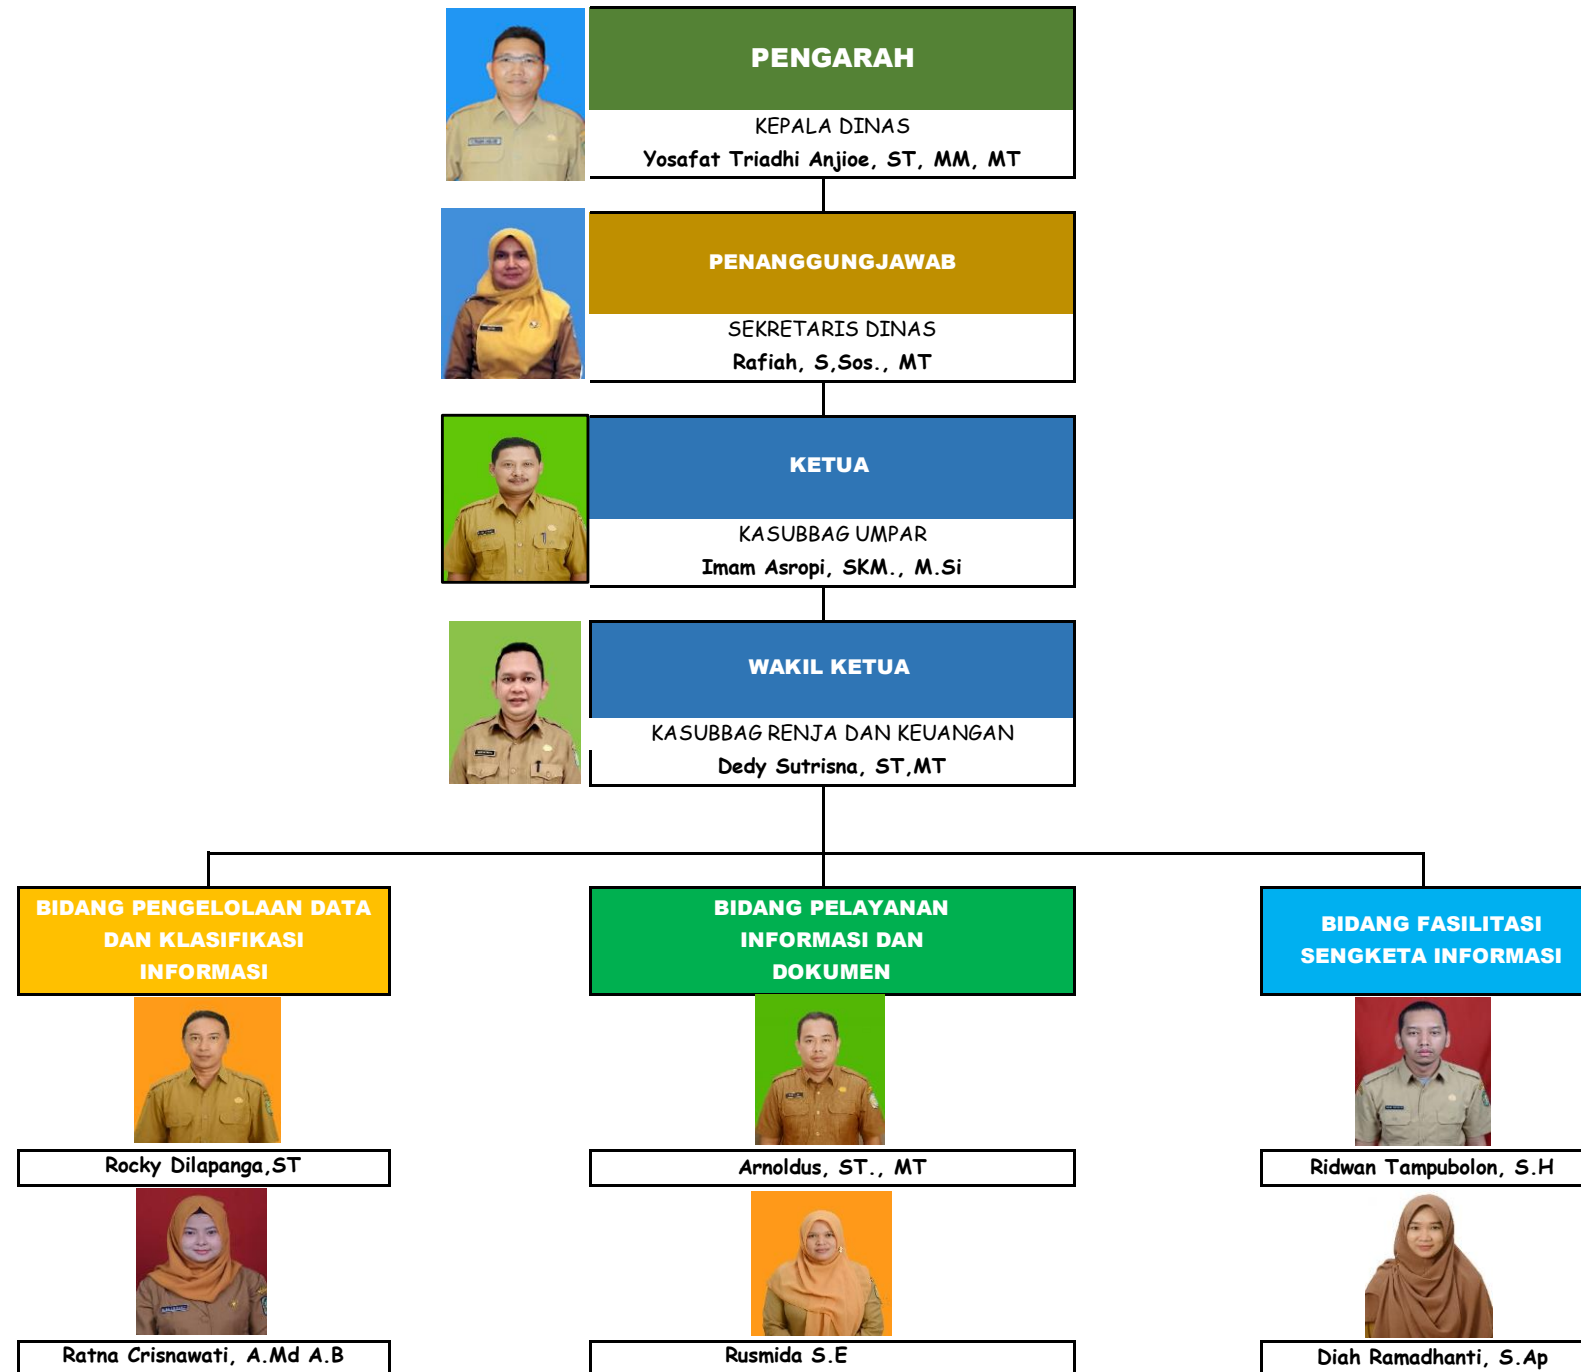 PENGARAH
KEPALA DINAS
Yosafat Triadhi Anjioe, ST, MM, MT
PENANGGUNGJAWAB
SEKRETARIS DINAS
Rafiah, S,Sos., MT
KETUA
KASUBBAG UMPAR
Imam Asropi, SKM., M.Si
WAKIL KETUA
KASUBBAG RENJA DAN KEUANGAN
Dedy Sutrisna, ST,MT
BIDANG PENGELOLAAN DATA
DAN KLASIFIKASI
INFORMASI
Rocky Dilapanga,ST
Ratna Crisnawati, A.Md A.B
BIDANG PELAYANAN
INFORMASI DAN
DOKUMEN
Arnoldus, ST., MT
Rusmida S.E
BIDANG FASILITASI
SENGKETA INFORMASI
Ridwan Tampubolon, S.H
Diah Ramadhanti, S.Ap